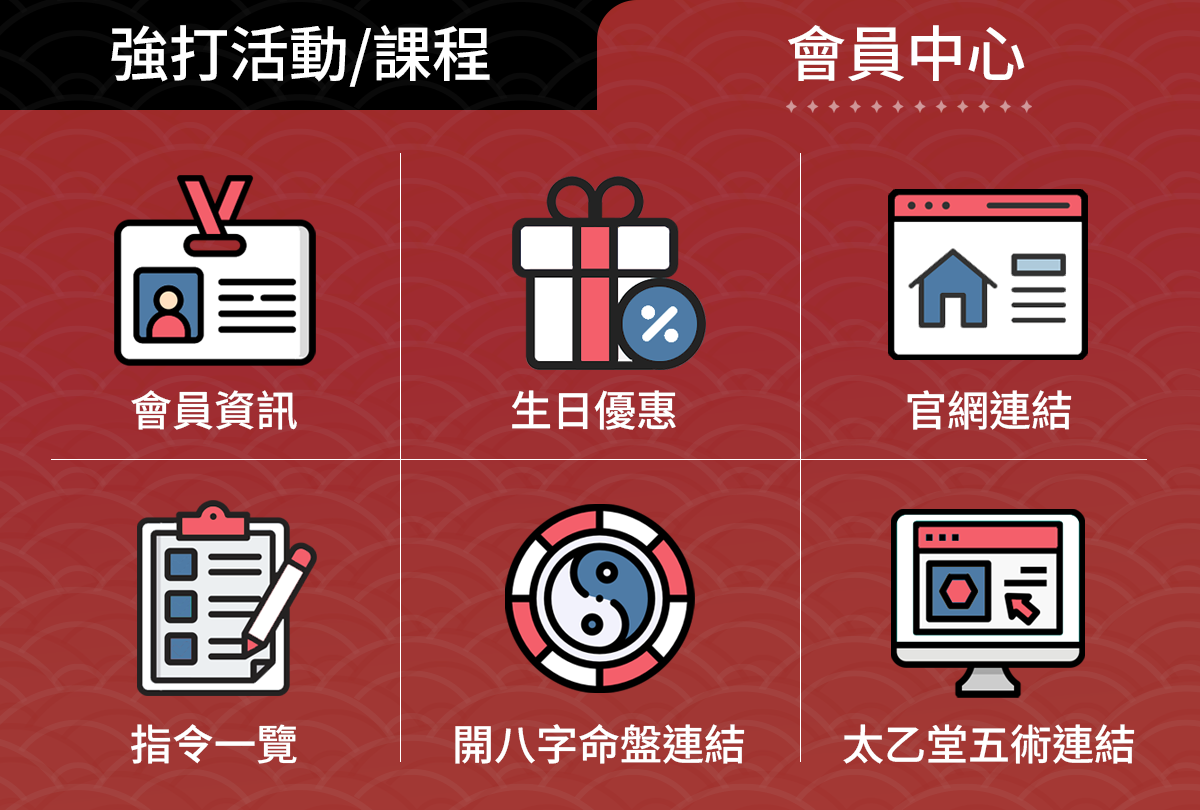 強打活動/課程
會員中心
會員資訊
生日優惠
官網連結
指令一覽
開八字命盤連結
太乙堂五術連結